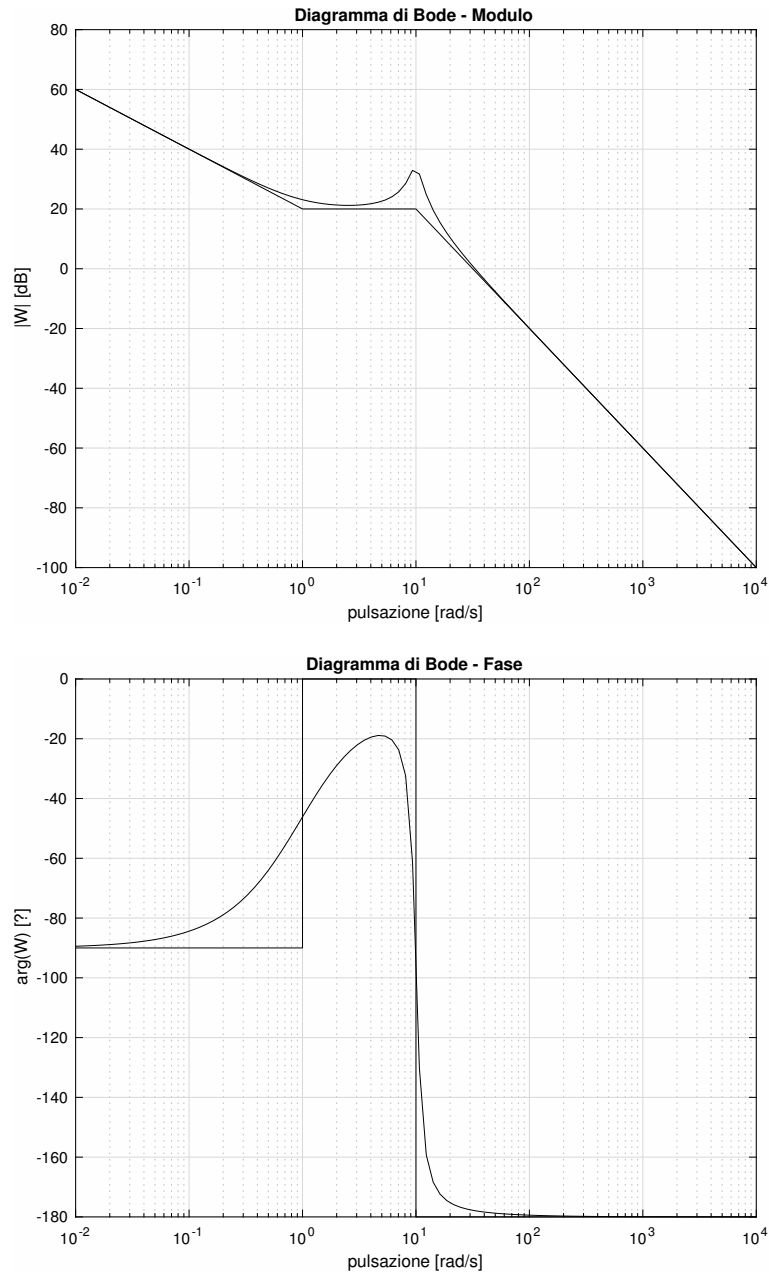 Diagramma di Bode - Modulo
80
60
40
20
0
-20
-40
-60
-80
-100
|W| [dB]
10^-2 10^-1 10^0 10^1 10^2 10^3 10^4
pulsazione [rad/s]
Diagramma di Bode - Fase
0
-20
-40
-60
-80
-100
-120
-140
-160
-180
arg(W) [?]
10^-2 10^-1 10^0 10^1 10^2 10^3 10^4
pulsazione [rad/s]